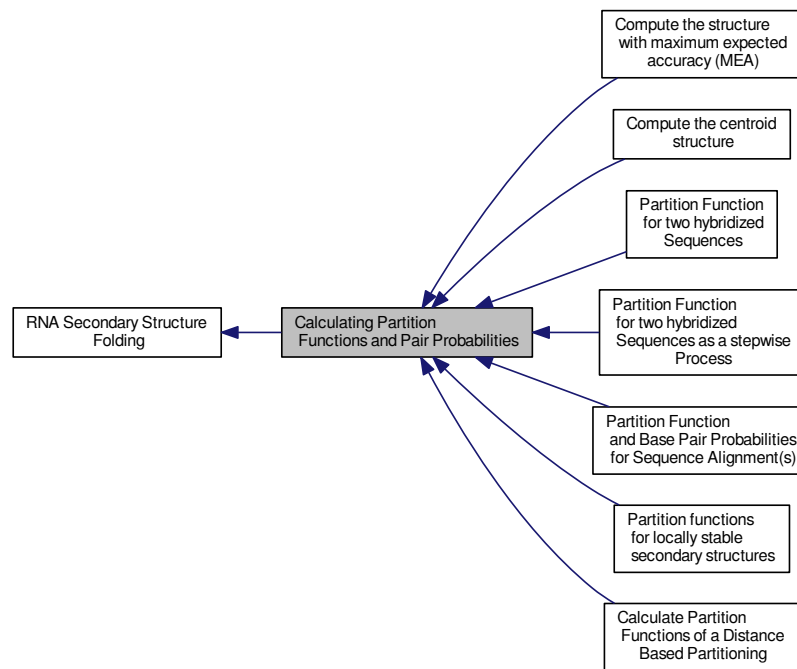 Compute the structure
with maximum expected
accuracy (MEA)
Compute the centroid
structure
Partition Function
for two hybridized
Sequences
RNA Secondary Structure
Folding
Calculating Partition
Functions and Pair Probabilities
Partition Function
for two hybridized
Sequences as a stepwise
Process
Partition Function
and Base Pair Probabilities
for Sequence Alignment(s)
Partition functions
for locally stable
secondary structures
Calculate Partition
Functions of a Distance
Based Partitioning